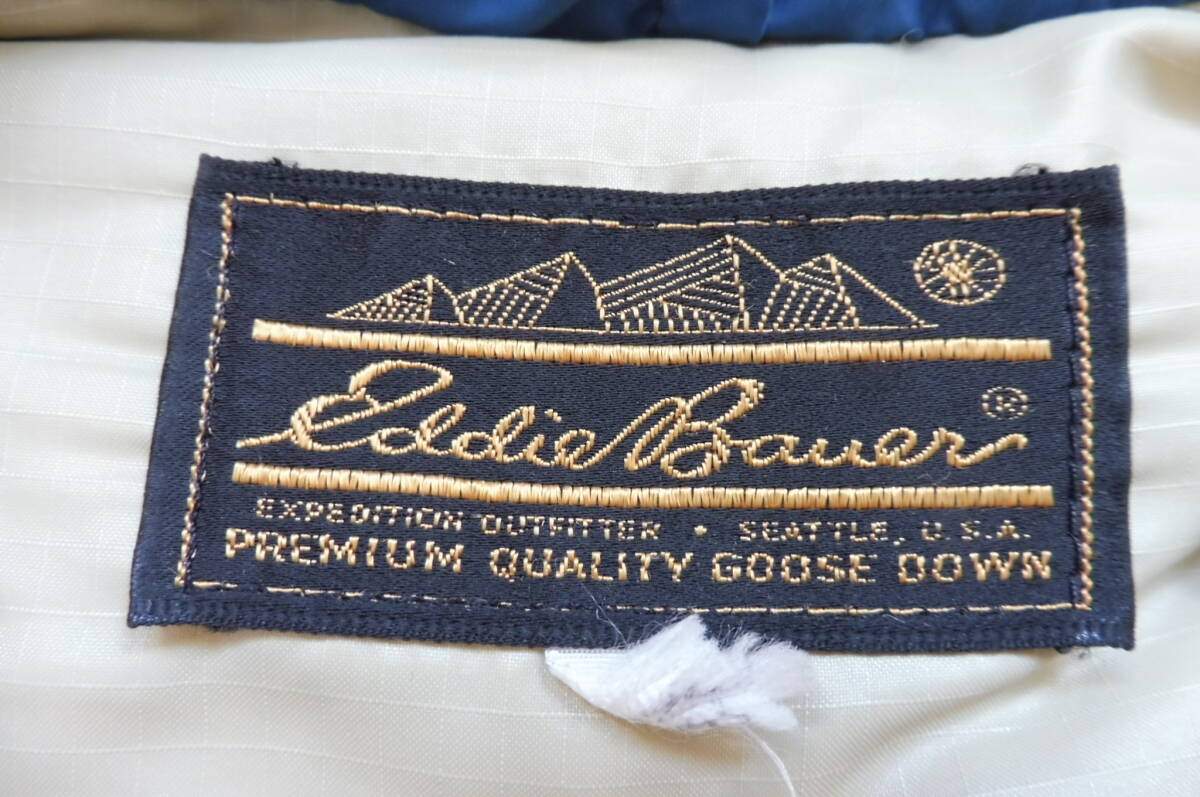 Eddie Bauer ®
EXPEDITION OUTFITTER • SEATTLE, U.S.A.
PREMIUM QUALITY GOOSE DOWN